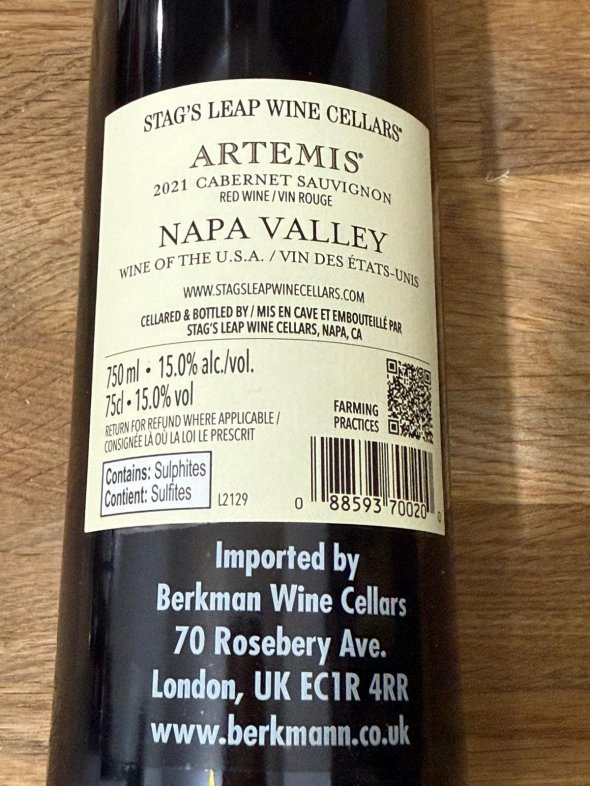 STAG'S LEAP WINE CELLARS®
ARTEMIS®
2021 CABERNET SAUVIGNON
RED WINE / VIN ROUGE
NAPA VALLEY
WINE OF THE U.S.A. / VIN DES ÉTATS-UNIS
WWW.STAGSLEAPWINECELLARS.COM
CELLARED & BOTTLED BY / MIS EN CAVE ET EMBOUTEILLÉ PAR
STAG'S LEAP WINE CELLARS, NAPA, CA
750 ml • 15.0% alc./vol.
75cl • 15.0% vol
RETURN FOR REFUND WHERE APPLICABLE /
CONSIGNÉE LÀ OÙ LA LOI LE PRESCRIT
Contains: Sulphites
Contient: Sulfites
L2129
FARMING
PRACTICES
0 88593 70020 0
Imported by
Berkman Wine Cellars
70 Rosebery Ave.
London, UK EC1R 4RR
www.berkmann.co.uk